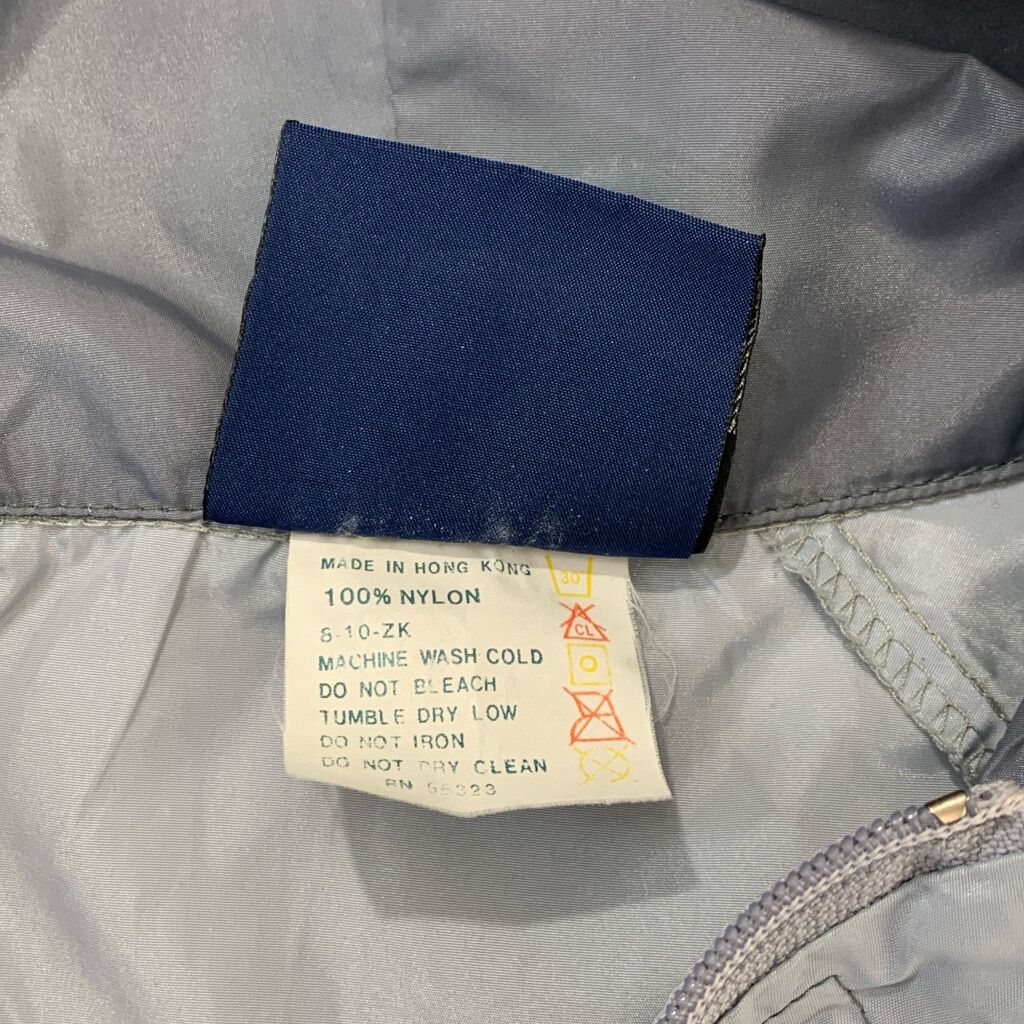 MADE IN HONG KONG
30
100% NYLON
CL
8-10-ZK
MACHINE WASH COLD
DO NOT BLEACH
TUMBLE DRY LOW
DO NOT IRON
DO NOT DRY CLEAN
RN 56323